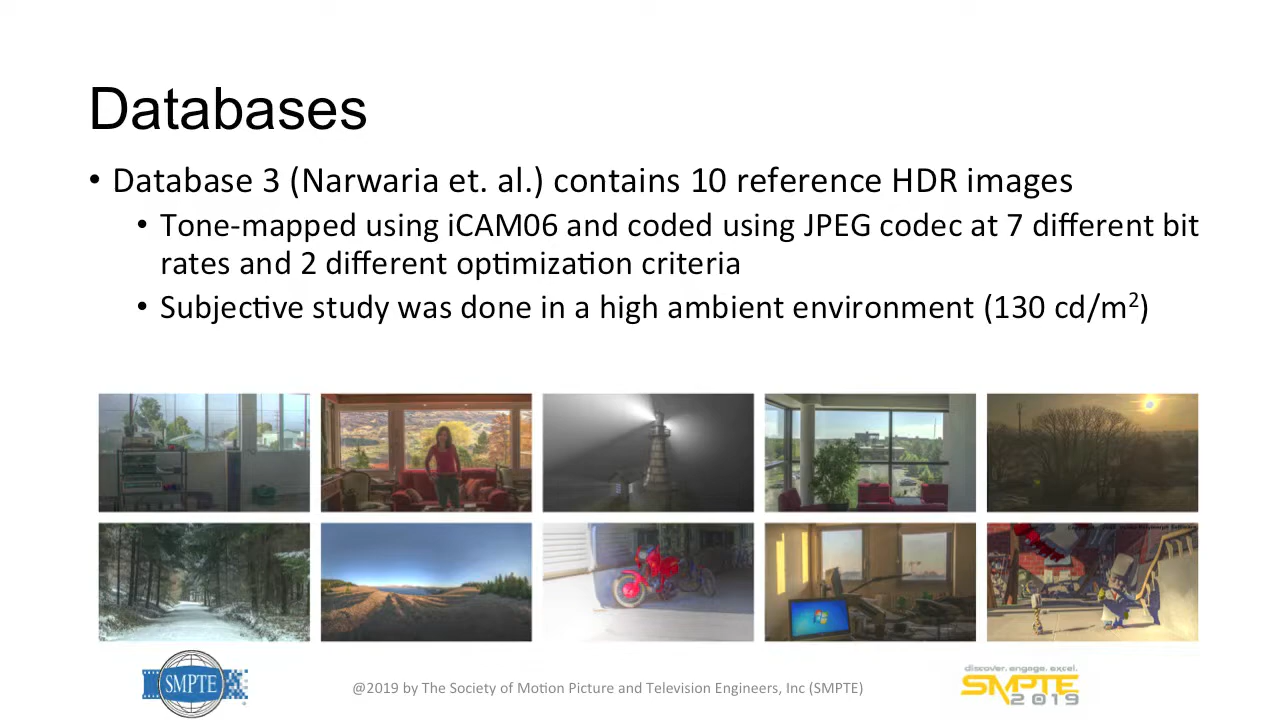 Databases
• Database 3 (Narwaria et. al.) contains 10 reference HDR images
• Tone-mapped using iCAM06 and coded using JPEG codec at 7 different bit
rates and 2 different optimization criteria
• Subjective study was done in a high ambient environment (130 cd/m²)
SMPTE
@2019 by The Society of Motion Picture and Television Engineers, Inc (SMPTE)
discover. engage. excel.
SMPTE
2019